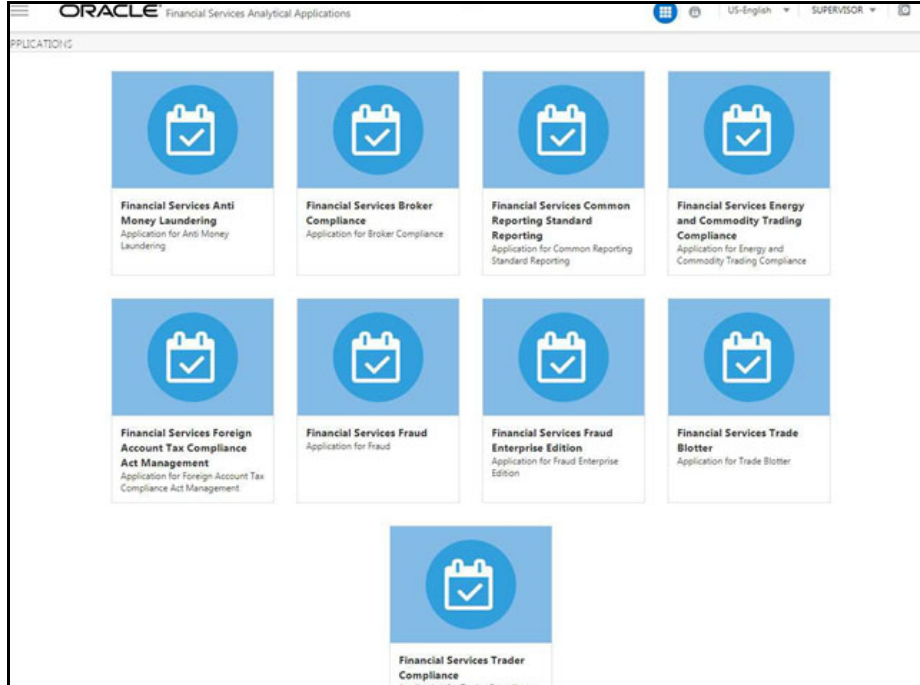 ORACLE® Financial Services Analytical Applications
US-English
SUPERVISOR
PPLICATIONS
Financial Services Anti
Money Laundering
Application for Anti Money
Laundering
Financial Services Broker
Compliance
Application for Broker Compliance
Financial Services Common
Reporting Standard
Reporting
Application for Common Reporting
Standard Reporting
Financial Services Energy
and Commodity Trading
Compliance
Application for Energy and
Commodity Trading Compliance
Financial Services Foreign
Account Tax Compliance
Act Management
Application for Foreign Account Tax
Compliance Act Management
Financial Services Fraud
Application for Fraud
Financial Services Fraud
Enterprise Edition
Application for Fraud Enterprise
Edition
Financial Services Trade
Blotter
Application for Trade Blotter
Financial Services Trader
Compliance